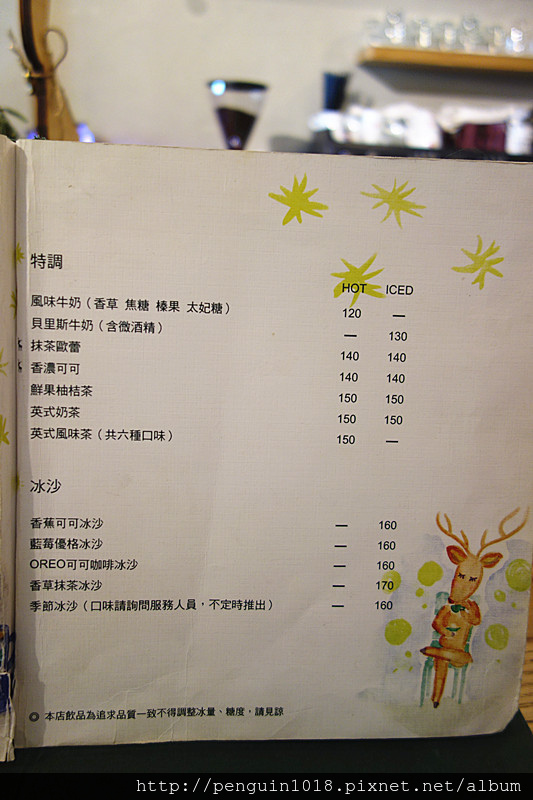 特調
HOT ICED
風味牛奶（香草 焦糖 榛果 太妃糖） 120 —
貝里斯牛奶（含微酒精） — 130
抹茶歐蕾 140 140
香濃可可 140 140
鮮果柚桔茶 150 150
英式奶茶 150 150
英式風味茶（共六種口味） 150 —
冰沙
香蕉可可冰沙 — 160
藍莓優格冰沙 — 160
OREO可可咖啡冰沙 — 160
香草抹茶冰沙 — 170
季節冰沙（口味請詢問服務人員，不定時推出） — 160
◎ 本店飲品為追求品質一致不得調整冰量、糖度，請見諒
http://penguin1018.pixnet.net/album